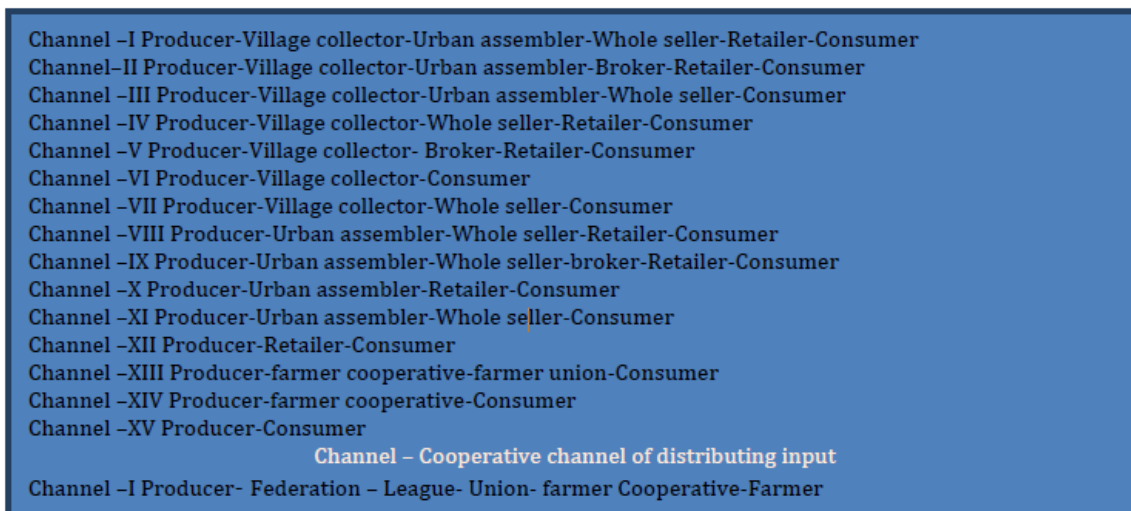 Channel –I Producer-Village collector-Urban assembler-Whole seller-Retailer-Consumer
Channel–II Producer-Village collector-Urban assembler-Broker-Retailer-Consumer
Channel –III Producer-Village collector-Urban assembler-Whole seller-Consumer
Channel –IV Producer-Village collector-Whole seller-Retailer-Consumer
Channel –V Producer-Village collector- Broker-Retailer-Consumer
Channel –VI Producer-Village collector-Consumer
Channel –VII Producer-Village collector-Whole seller-Consumer
Channel –VIII Producer-Urban assembler-Whole seller-Retailer-Consumer
Channel –IX Producer-Urban assembler-Whole seller-broker-Retailer-Consumer
Channel –X Producer-Urban assembler-Retailer-Consumer
Channel –XI Producer-Urban assembler-Whole seller-Consumer
Channel –XII Producer-Retailer-Consumer
Channel –XIII Producer-farmer cooperative-farmer union-Consumer
Channel –XIV Producer-farmer cooperative-Consumer
Channel –XV Producer-Consumer
Channel – Cooperative channel of distributing input
Channel –I Producer- Federation – League- Union- farmer Cooperative-Farmer